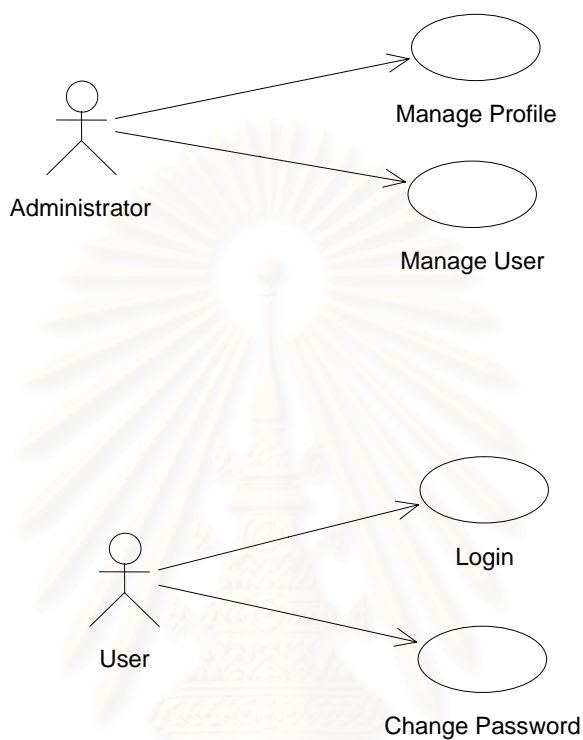 Manage Profile
Administrator
Manage User
Login
User
Change Password